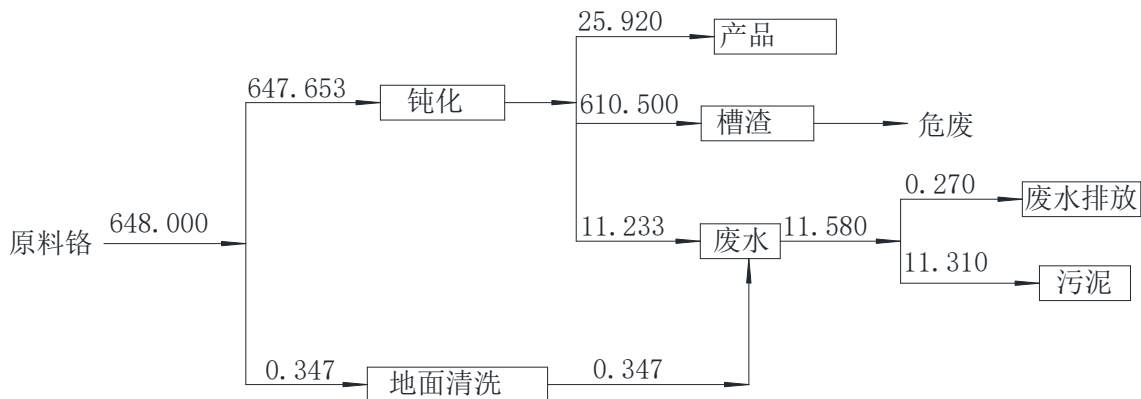 25.920
产品
647.653
钝化
610.500
槽渣
危废
0.270
废水排放
原料铬
648.000
11.233
废水
11.580
11.310
污泥
0.347
地面清洗
0.347